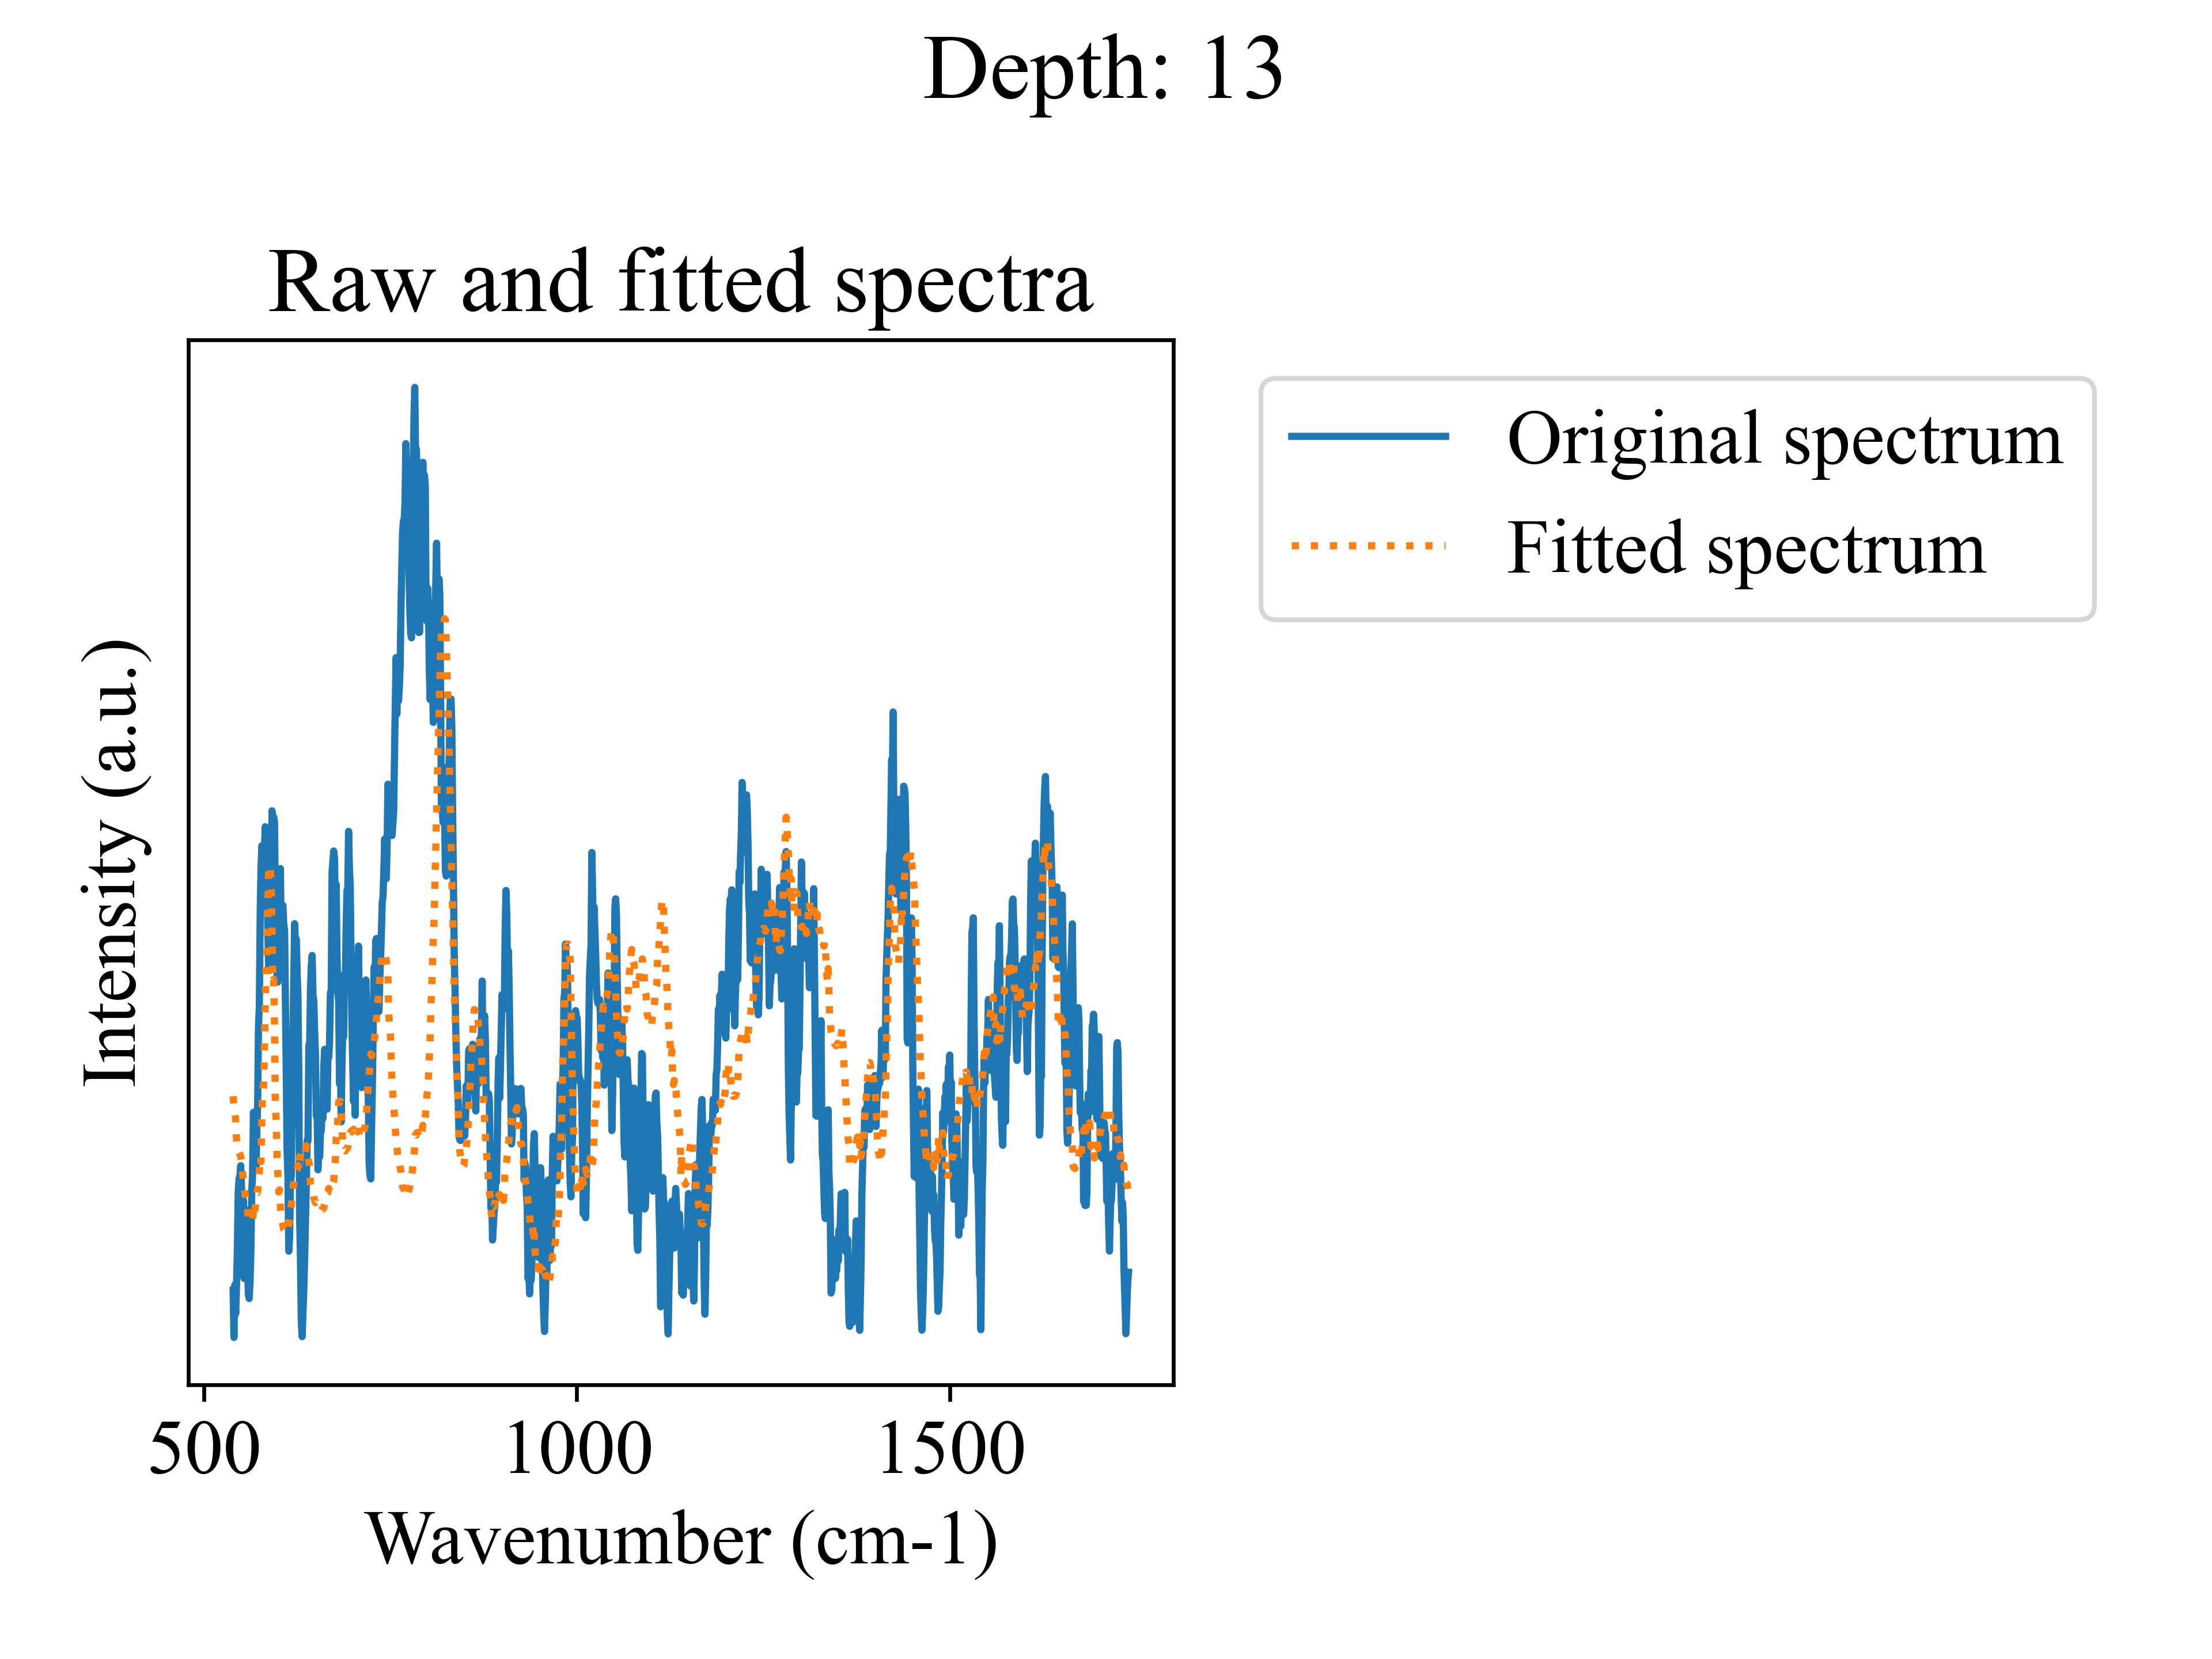 Depth: 13
Raw and fitted spectra
Original spectrum
Fitted spectrum
Intensity (a.u.)
500 1000 1500
Wavenumber (cm-1)